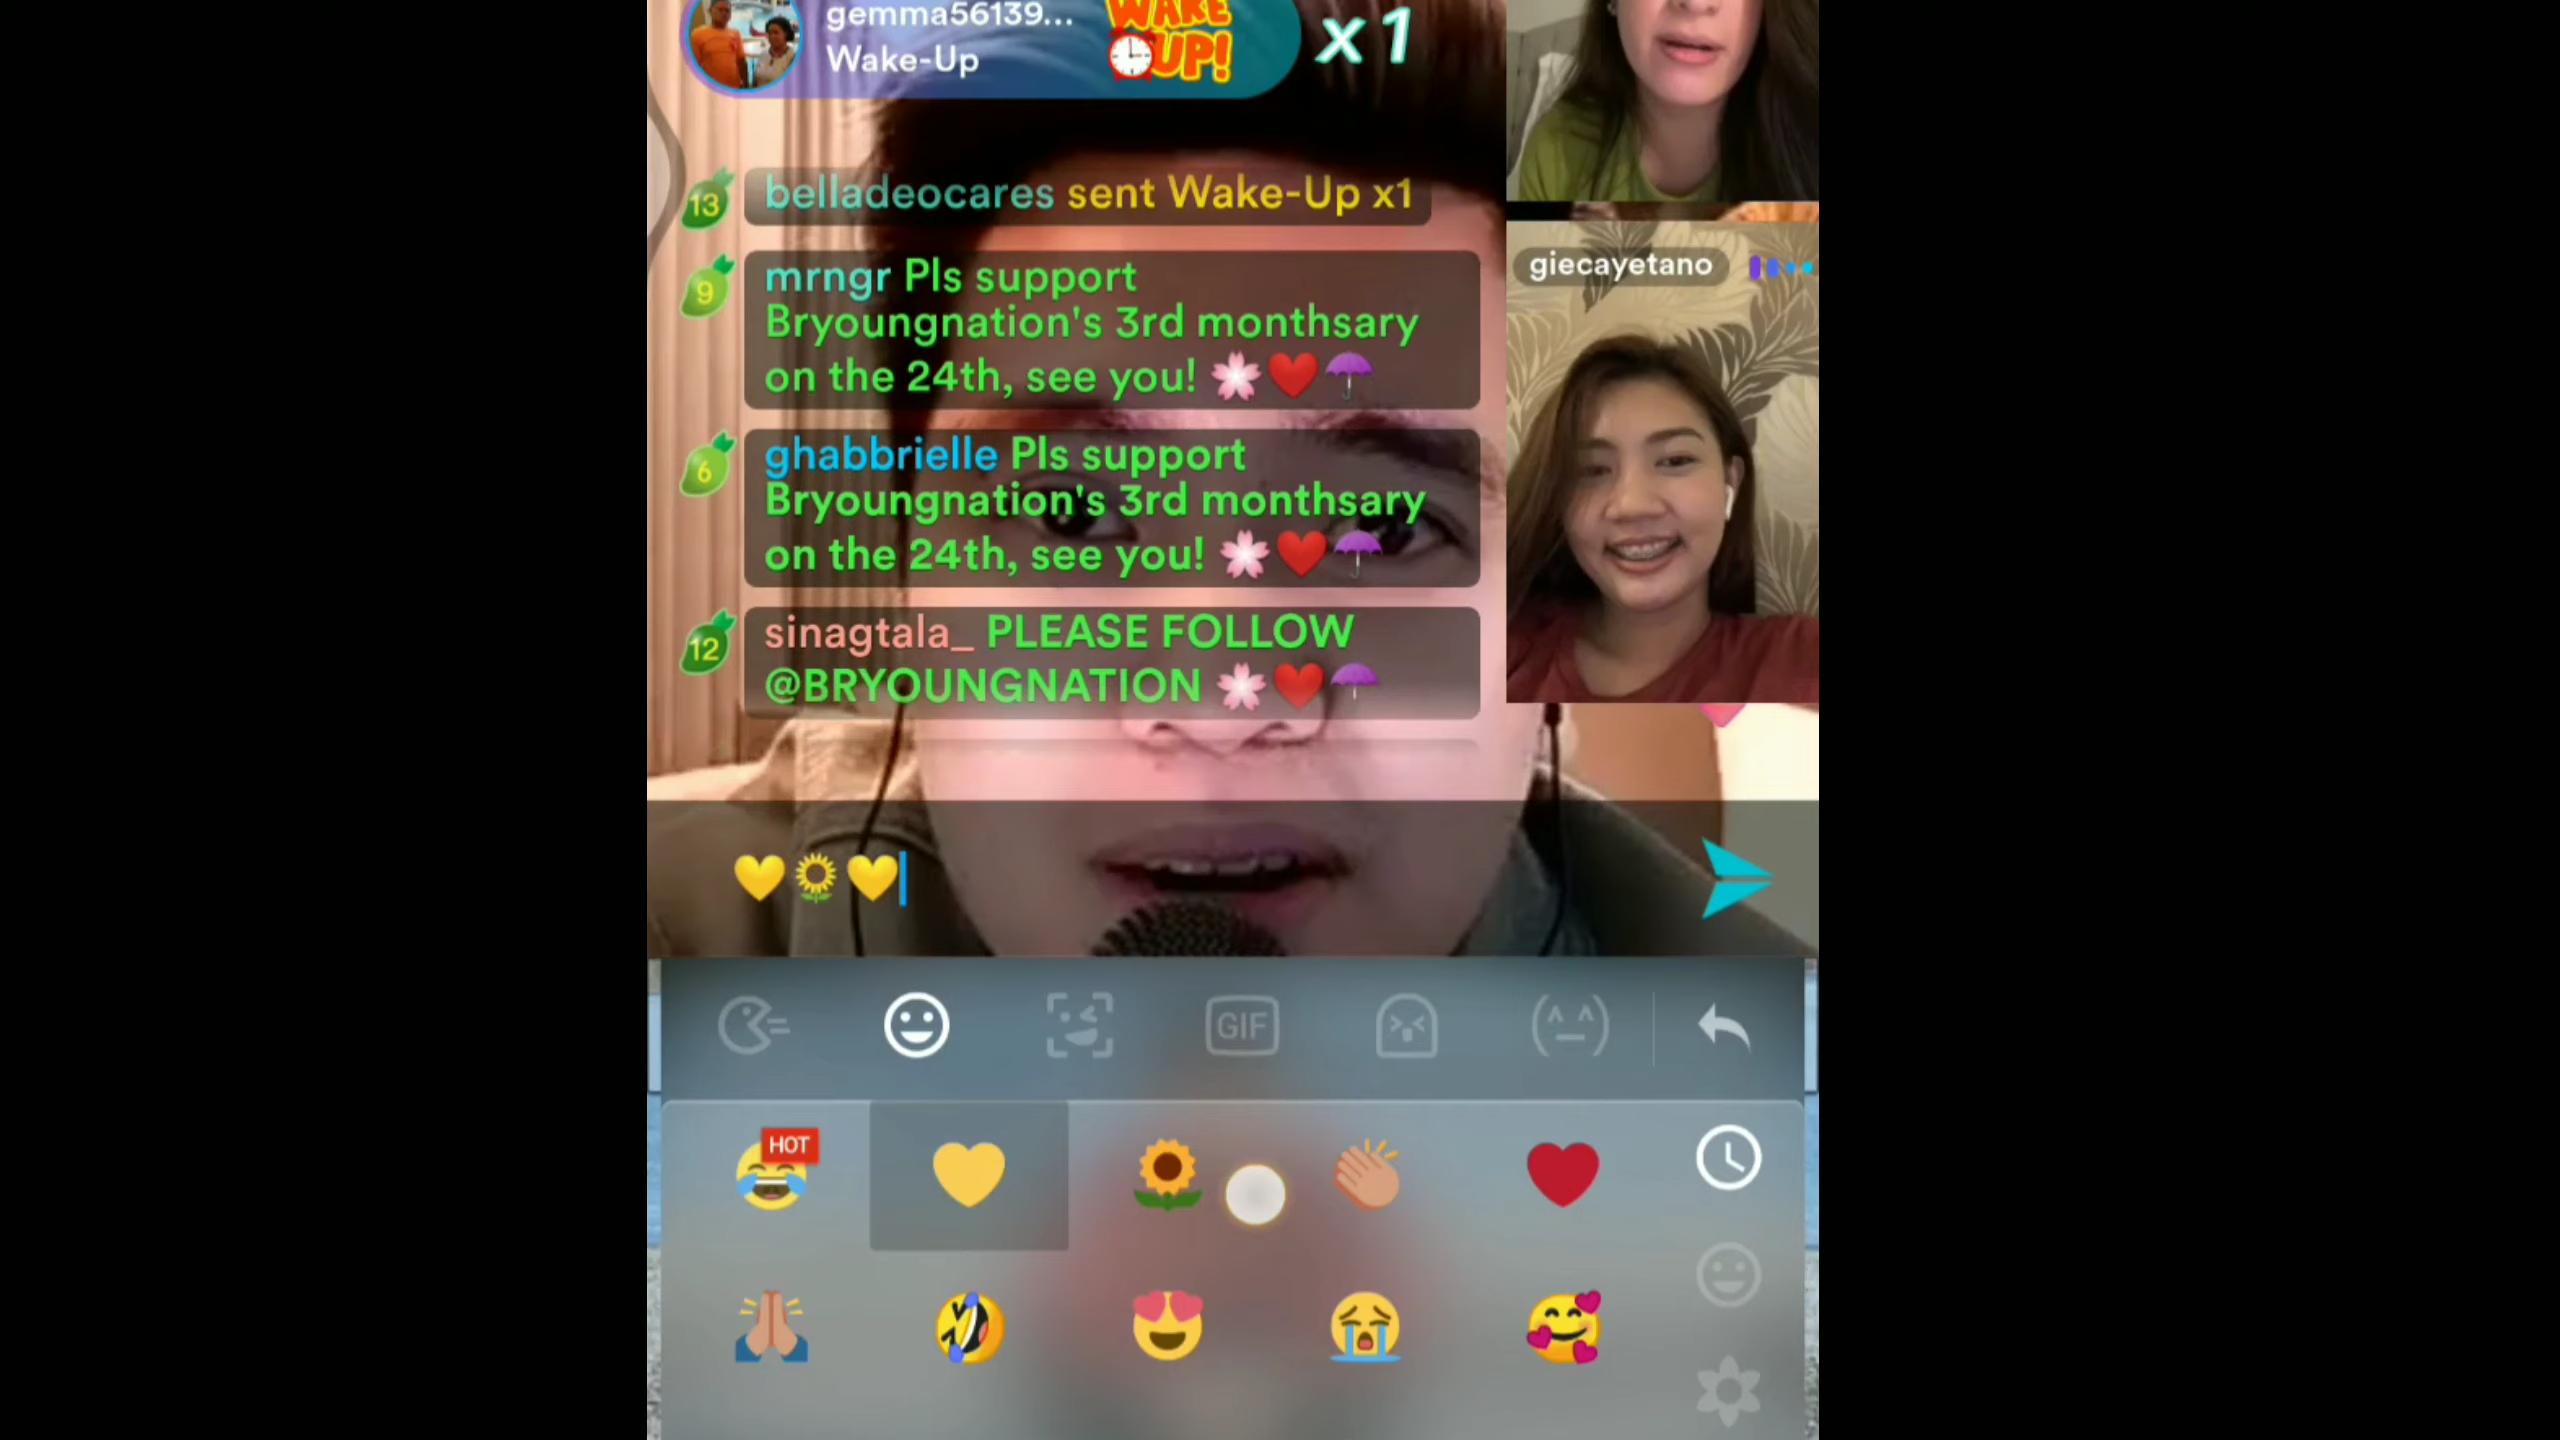 gemma56139...
Wake-Up
WAKE
UP!
x 1
13
belladeocares sent Wake-Up x1
9
mrngr Pls support
Bryoungnation's 3rd monthsary
on the 24th, see you! 🌸❤️☂️
6
ghabbrielle Pls support
Bryoungnation's 3rd monthsary
on the 24th, see you! 🌸❤️☂️
12
sinagtala_ PLEASE FOLLOW
@BRYOUNGNATION 🌸❤️☂️
giecayetano
💛🌻💛
GIF
HOT